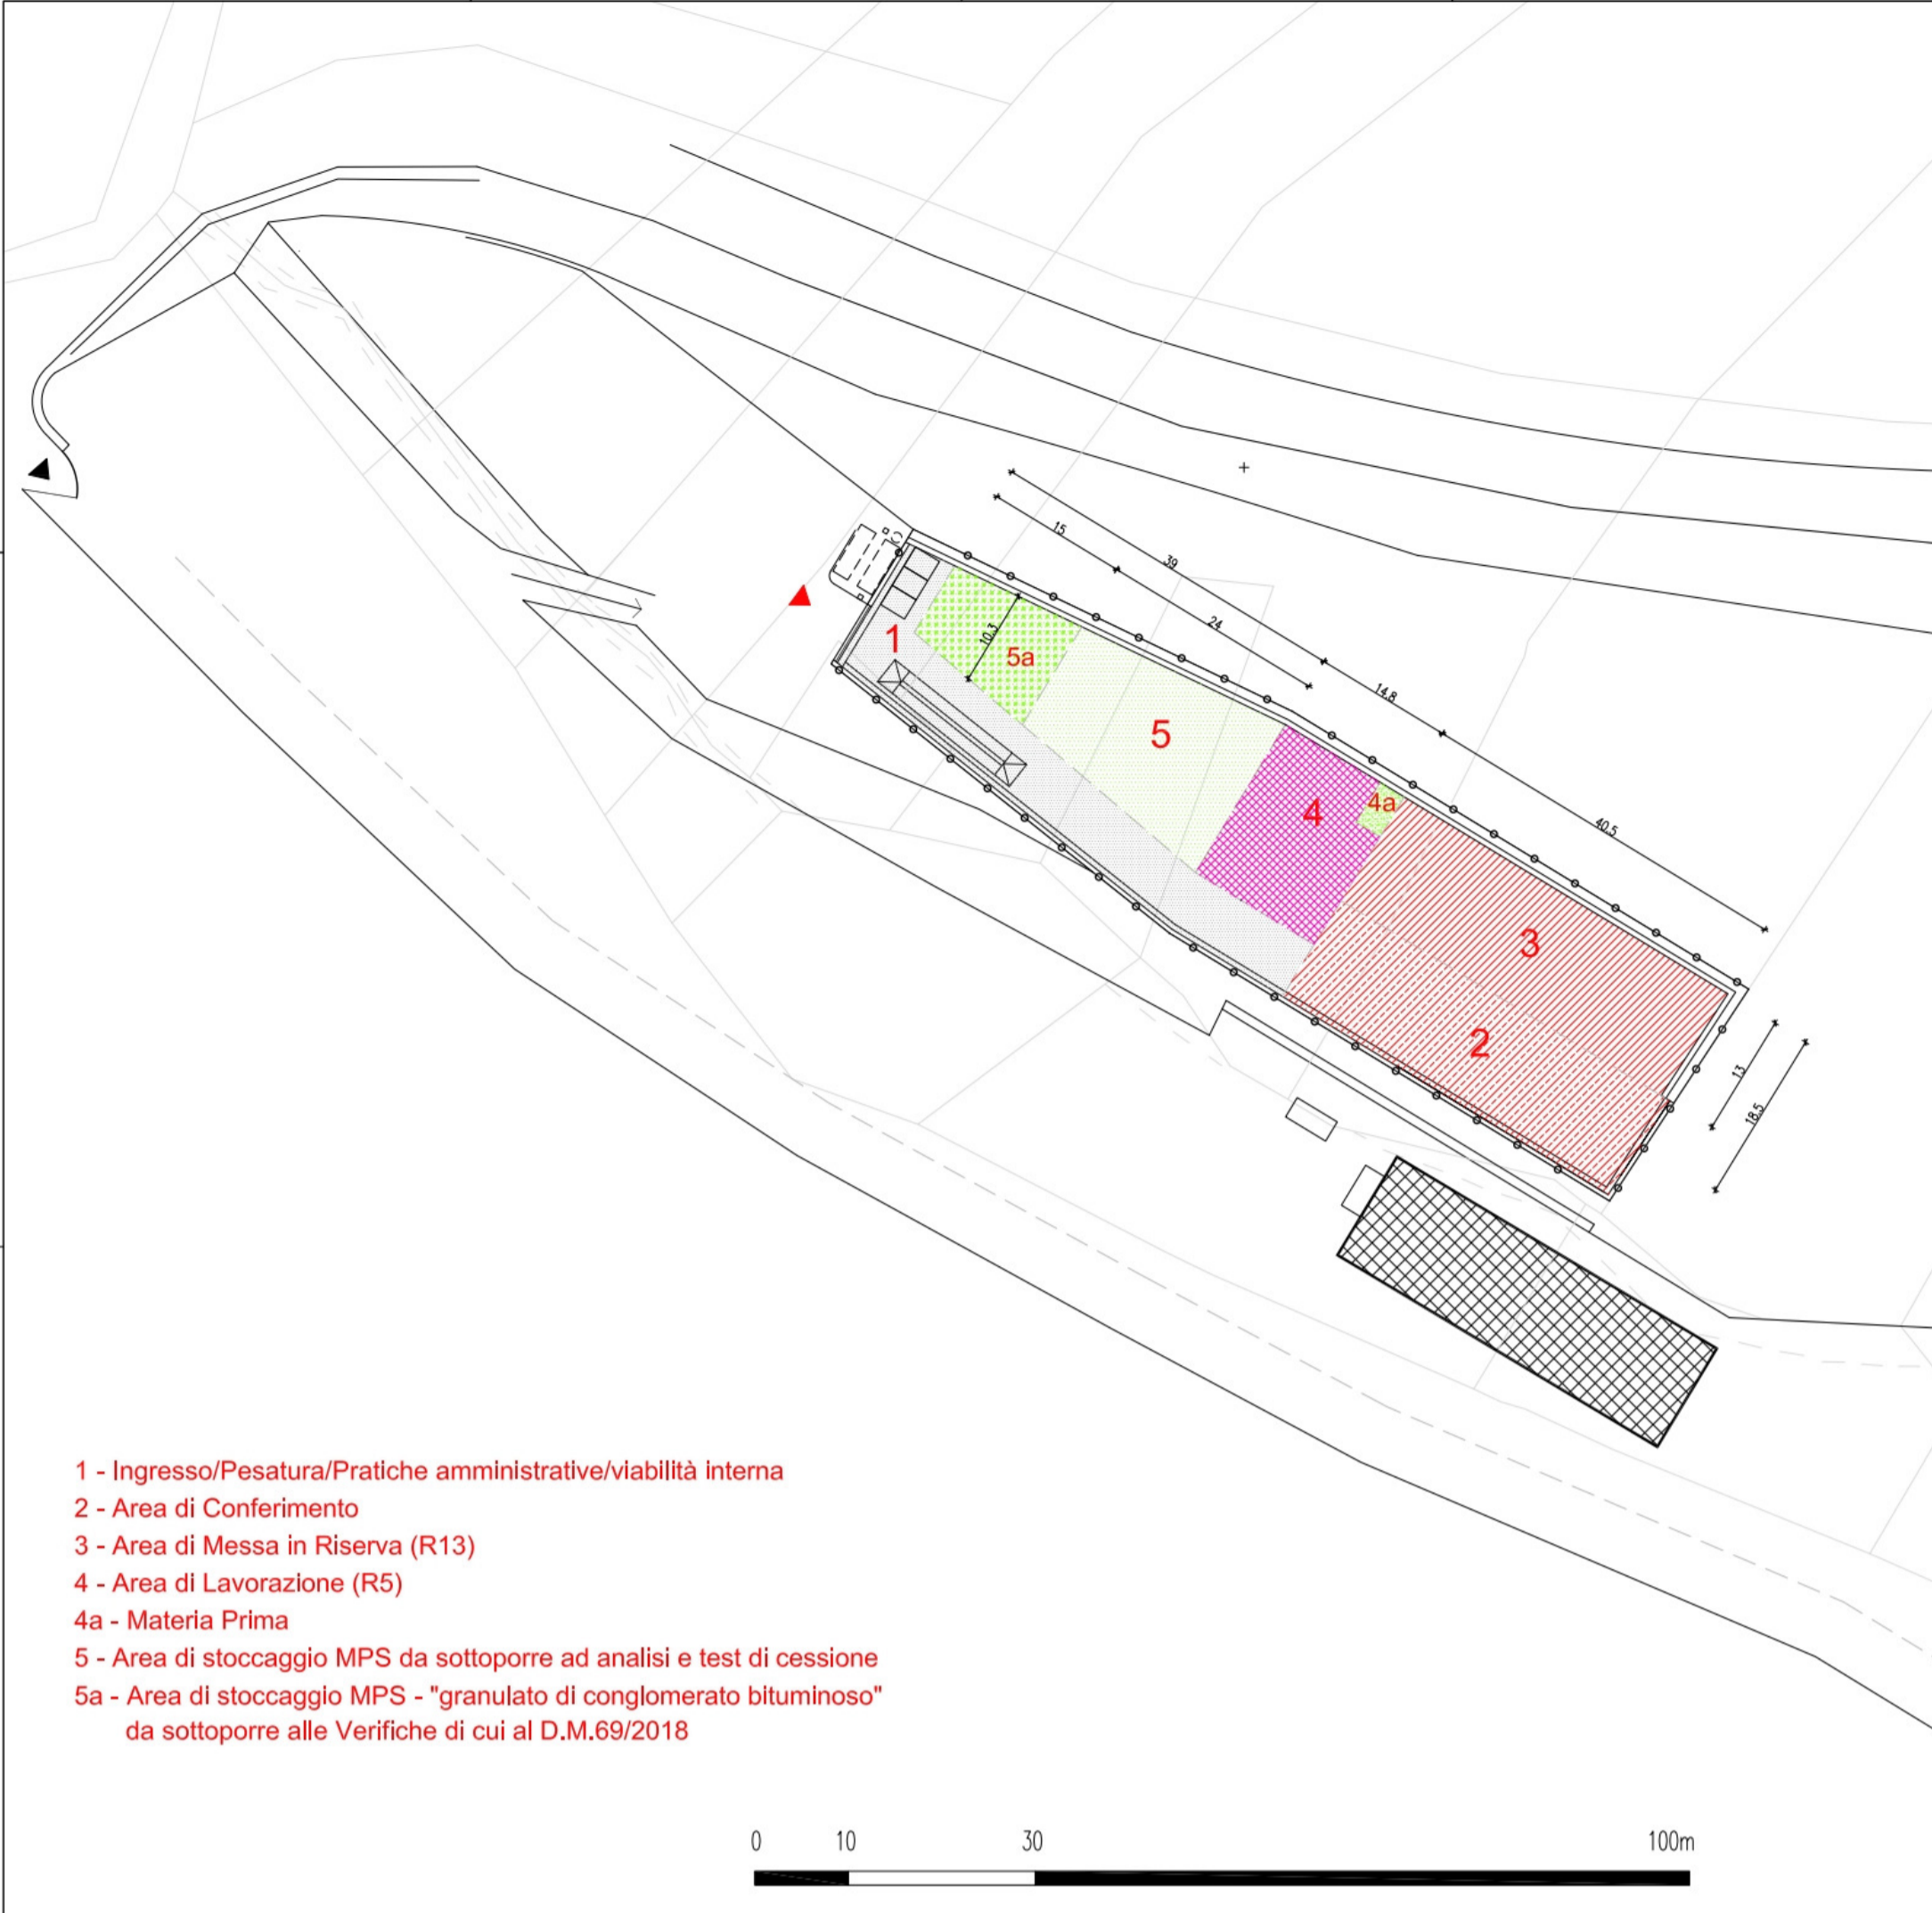 15
39
24
14.8
40.5
10.3
1
5a
5
4
4a
3
2
13
18.5
1 - Ingresso/Pesatura/Pratiche amministrative/viabilità interna
2 - Area di Conferimento
3 - Area di Messa in Riserva (R13)
4 - Area di Lavorazione (R5)
4a - Materia Prima
5 - Area di stoccaggio MPS da sottoporre ad analisi e test di cessione
5a - Area di stoccaggio MPS - "granulato di conglomerato bituminoso"
da sottoporre alle Verifiche di cui al D.M.69/2018
0 10 30 100m